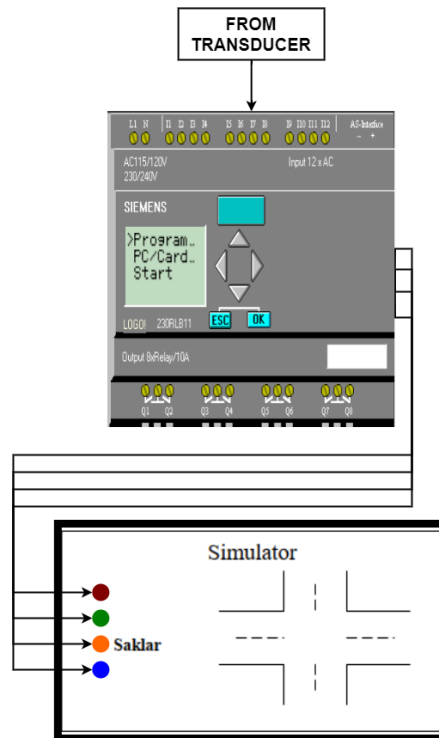 FROM
TRANSDUCER
L1 N I1 I2 I3 I4 I5 I6 I7 I8 I9 I10 I11 I12 AS-Interface
– +
AC115/120V Input 12 x AC
230/240V
SIEMENS
>Program..
PC/Card..
Start
LOGO! 230RLB11 ESC OK
Output 8xRelay/10A
Q1 Q2 Q3 Q4 Q5 Q6 Q7 Q8
Simulator
Saklar